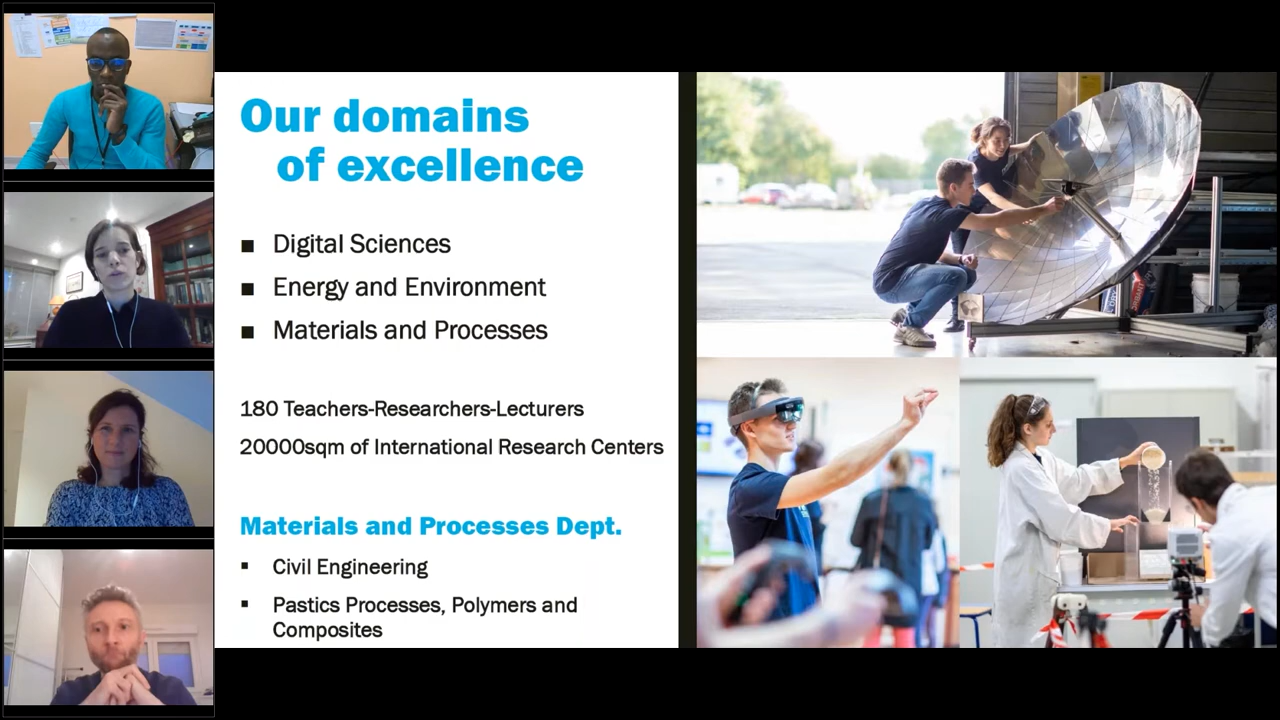 Our domains
of excellence
■ Digital Sciences
■ Energy and Environment
■ Materials and Processes
180 Teachers-Researchers-Lecturers
20000sqm of International Research Centers
Materials and Processes Dept.
▪ Civil Engineering
▪ Pastics Processes, Polymers and
Composites